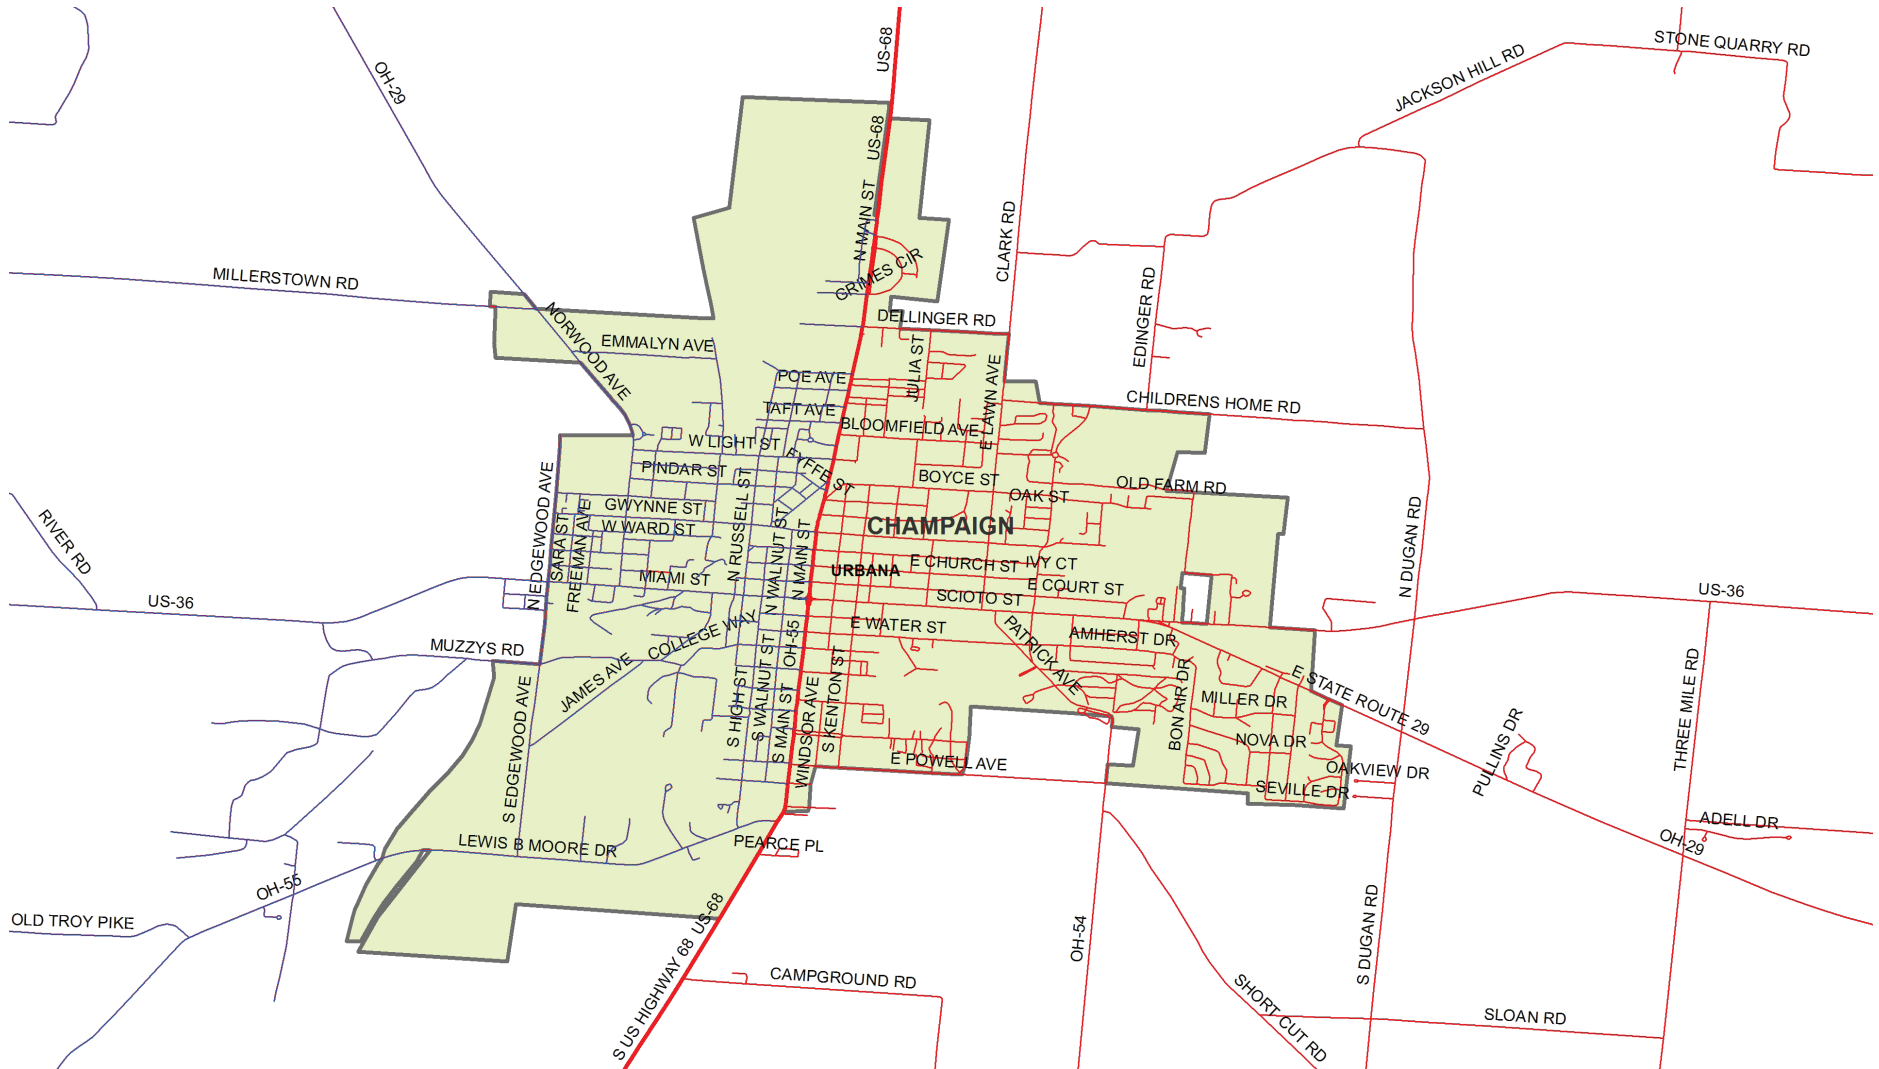 US-68
STONE QUARRY RD
JACKSON HILL RD
OH-29
US-68
N MAIN ST
CLARK RD
GRIMES CIR
MILLERSTOWN RD
EDINGER RD
DELLINGER RD
NORWOOD AVE
EMMALYN AVE
JULIA ST
E LAWN AVE
POE AVE
TAFT AVE
CHILDRENS HOME RD
BLOOMFIELD AVE
W LIGHT ST
PINDAR ST
FYFFE ST
BOYCE ST
OAK ST
OLD FARM RD
N EDGEWOOD AVE
SARA ST
FREEMAN AVE
GWYNNE ST
W WARD ST
N RUSSELL ST
N WALNUT ST
N MAIN ST
CHAMPAIGN
N DUGAN RD
RIVER RD
URBANA
E CHURCH ST
IVY CT
MIAMI ST
E COURT ST
US-36
SCIOTO ST
US-36
MUZZYS RD
COLLEGE WAY
OH-55
E WATER ST
PATRICK AVE
AMHERST DR
JAMES AVE
S EDGEWOOD AVE
S HIGH ST
S WALNUT ST
S MAIN ST
WINDSOR AVE
S KENTON ST
BON AIR DR
MILLER DR
E STATE ROUTE 29
THREE MILE RD
NOVA DR
PULLINS DR
E POWELL AVE
OAKVIEW DR
SEVILLE DR
LEWIS B MOORE DR
PEARCE PL
ADELL DR
OH-29
OH-55
OLD TROY PIKE
US-68
S US HIGHWAY 68
OH-54
S DUGAN RD
CAMPGROUND RD
SHORT CUT RD
SLOAN RD